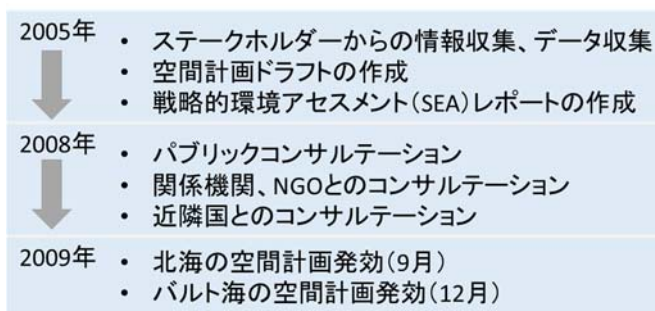 2005年
・ ステークホルダーからの情報収集、データ収集
・ 空間計画ドラフトの作成
・ 戦略的環境アセスメント(SEA)レポートの作成
2008年
・ パブリックコンサルテーション
・ 関係機関、NGOとのコンサルテーション
・ 近隣国とのコンサルテーション
2009年
・ 北海の空間計画発効(9月)
・ バルト海の空間計画発効(12月)